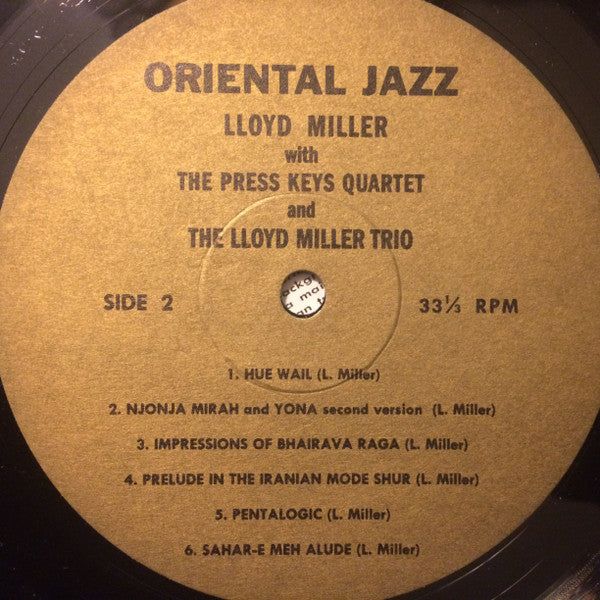 ORIENTAL JAZZ
LLOYD MILLER
with
THE PRESS KEYS QUARTET
and
THE LLOYD MILLER TRIO
SIDE 2
33⅓ RPM
1. HUE WAIL (L. Miller)
2. NJONJA MIRAH and YONA second version (L. Miller)
3. IMPRESSIONS OF BHAIRAVA RAGA (L. Miller)
4. PRELUDE IN THE IRANIAN MODE SHUR (L. Miller)
5. PENTALOGIC (L. Miller)
6. SAHAR-E MEH ALUDE (L. Miller)